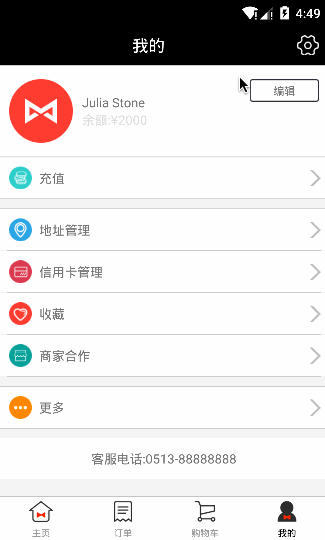 4:49
我的
编辑
Julia Stone
余额:¥2000
充值
地址管理
信用卡管理
收藏
商家合作
更多
客服电话:0513-88888888
主页 订单 购物车 我的